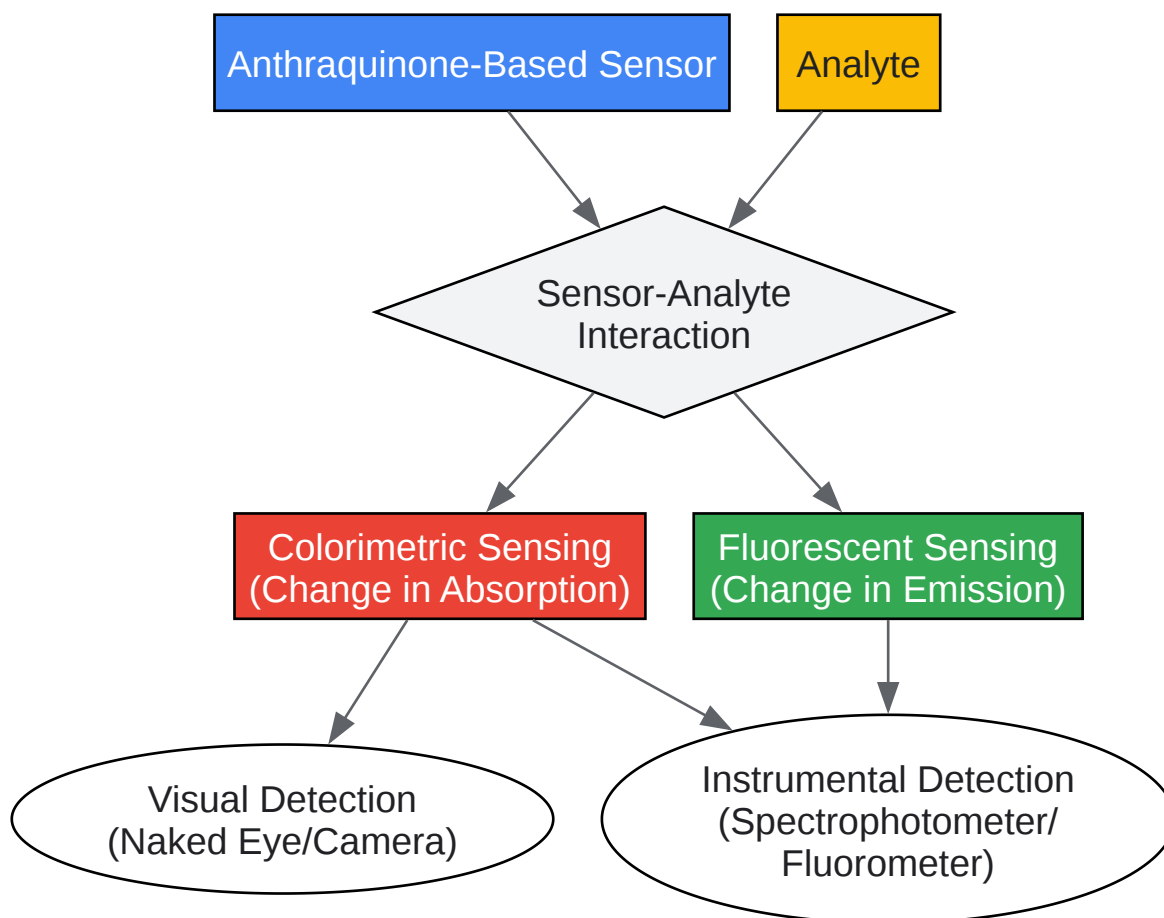 Anthraquinone-Based Sensor
Analyte
Sensor-Analyte
Interaction
Colorimetric Sensing
(Change in Absorption)
Fluorescent Sensing
(Change in Emission)
Visual Detection
(Naked Eye/Camera)
Instrumental Detection
(Spectrophotometer/
Fluorometer)